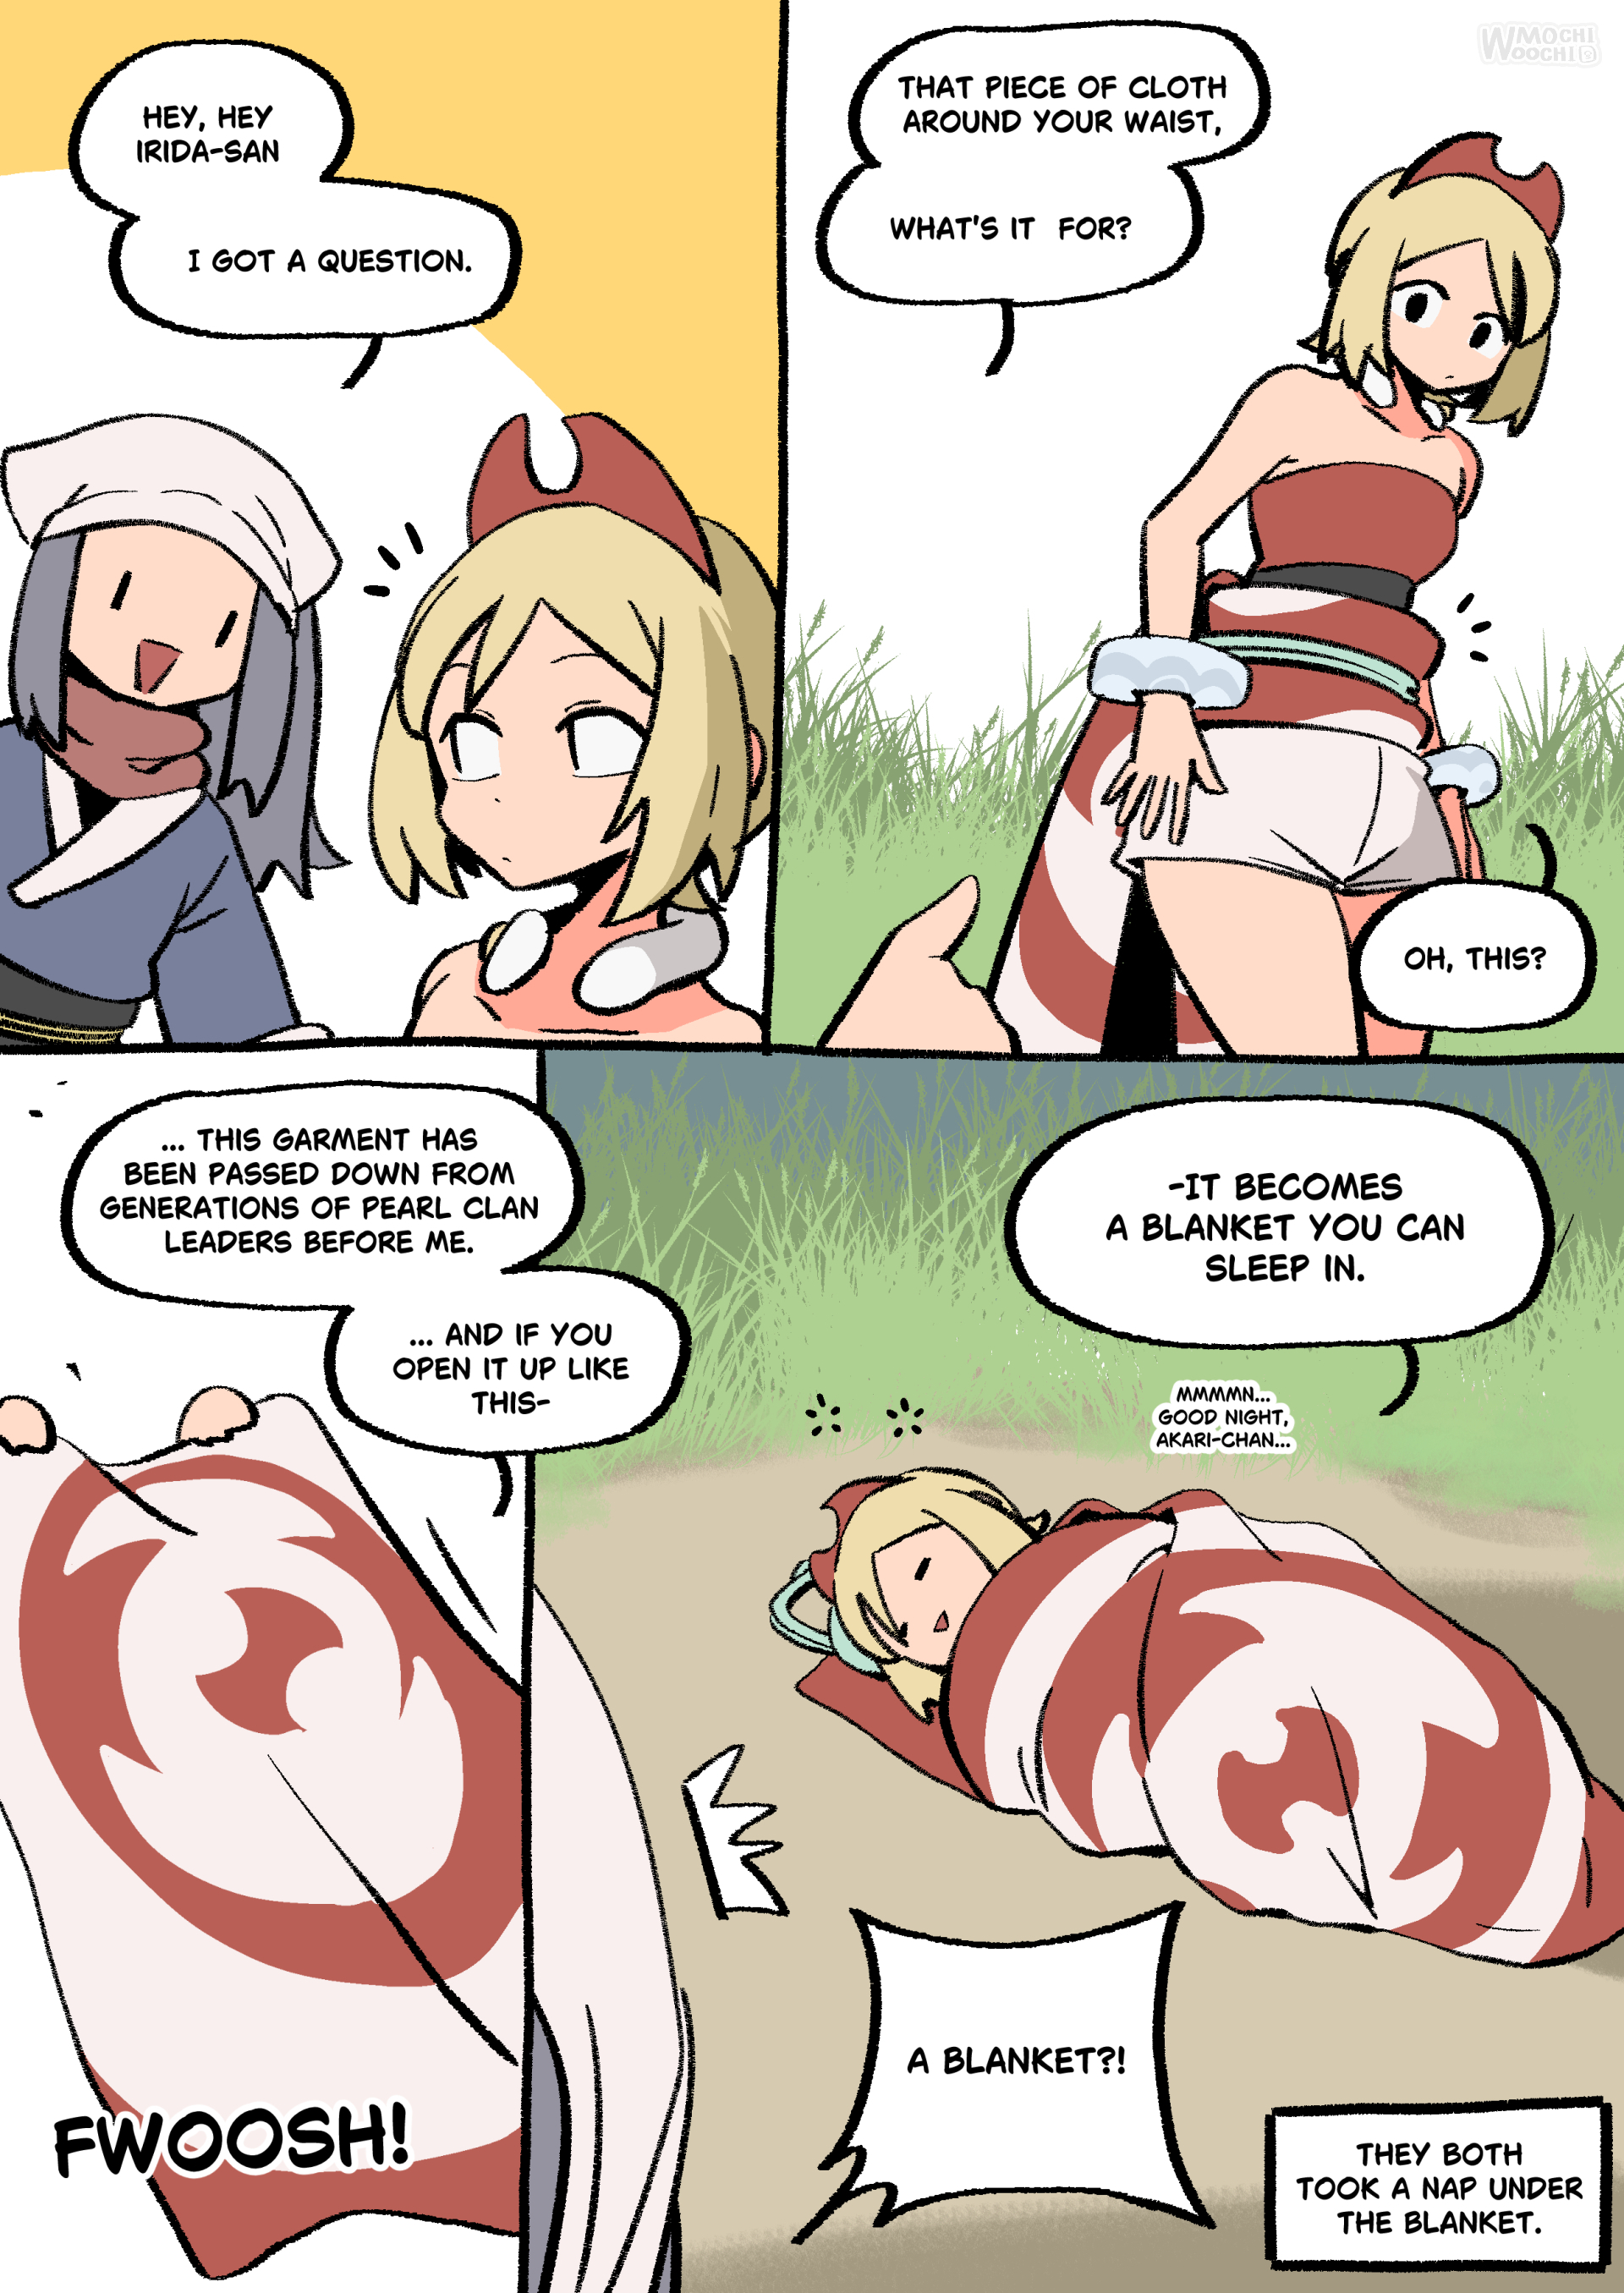 HEY, HEY
IRIDA-SAN
I GOT A QUESTION.
WMOCHI
WOOCHI
THAT PIECE OF CLOTH
AROUND YOUR WAIST,
WHAT'S IT FOR?
OH, THIS?
... THIS GARMENT HAS
BEEN PASSED DOWN FROM
GENERATIONS OF PEARL CLAN
LEADERS BEFORE ME.
... AND IF YOU
OPEN IT UP LIKE
THIS-
FWOOSH!
-IT BECOMES
A BLANKET YOU CAN
SLEEP IN.
MMMMN...
GOOD NIGHT,
AKARI-CHAN...
A BLANKET?!
THEY BOTH
TOOK A NAP UNDER
THE BLANKET.